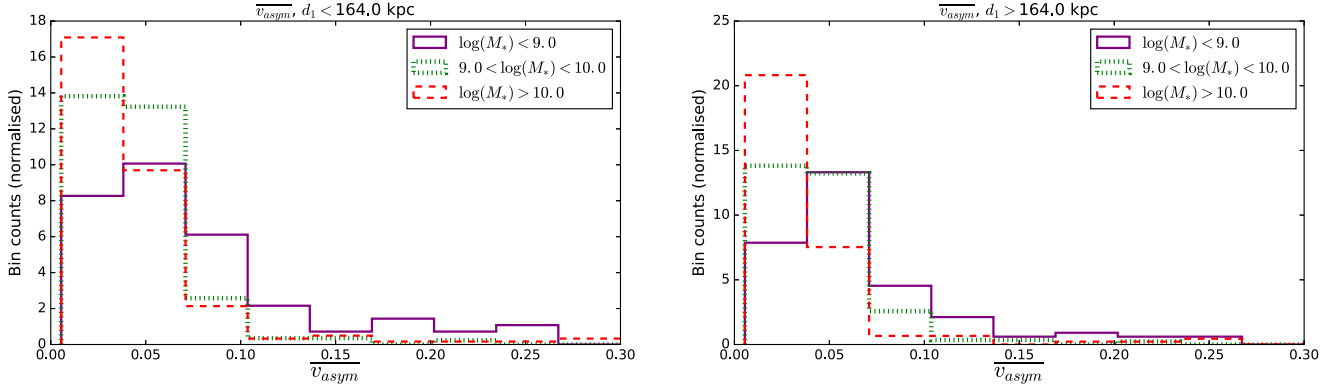 v_asym, d_1 < 164.0 kpc
log(M_*) < 9.0
9.0 < log(M_*) < 10.0
log(M_*) > 10.0
Bin counts (normalised)
18
16
14
12
10
8
6
4
2
0
0.00 0.05 0.10 0.15 0.20 0.25 0.30
v_asym
v_asym, d_1 > 164.0 kpc
log(M_*) < 9.0
9.0 < log(M_*) < 10.0
log(M_*) > 10.0
Bin counts (normalised)
25
20
15
10
5
0
0.00 0.05 0.10 0.15 0.20 0.25 0.30
v_asym